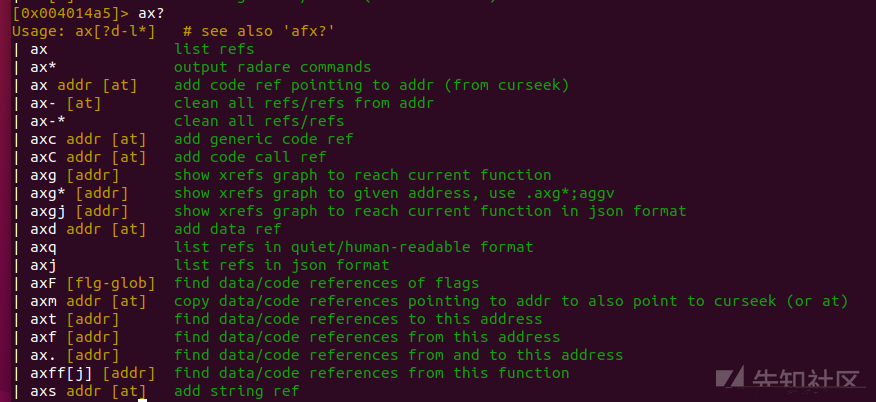 [0x004014a5]> ax?
Usage: ax[?d-l*]   # see also 'afx?'
| ax              list refs
| ax*             output radare commands
| ax addr [at]    add code ref pointing to addr (from curseek)
| ax- [at]        clean all refs/refs from addr
| ax-*            clean all refs/refs
| axc addr [at]   add generic code ref
| axC addr [at]   add code call ref
| axg [addr]      show xrefs graph to reach current function
| axg* [addr]     show xrefs graph to given address, use .axg*;aggv
| axgj [addr]     show xrefs graph to reach current function in json format
| axd addr [at]   add data ref
| axq             list refs in quiet/human-readable format
| axj             list refs in json format
| axF [flg-glob]  find data/code references of flags
| axm addr [at]   copy data/code references pointing to addr to also point to curseek (or at)
| axt [addr]      find data/code references to this address
| axf [addr]      find data/code references from this address
| ax. [addr]      find data/code references from and to this address
| axff[j] [addr]  find data/code references from this function
| axs addr [at]   add string ref
先知社区